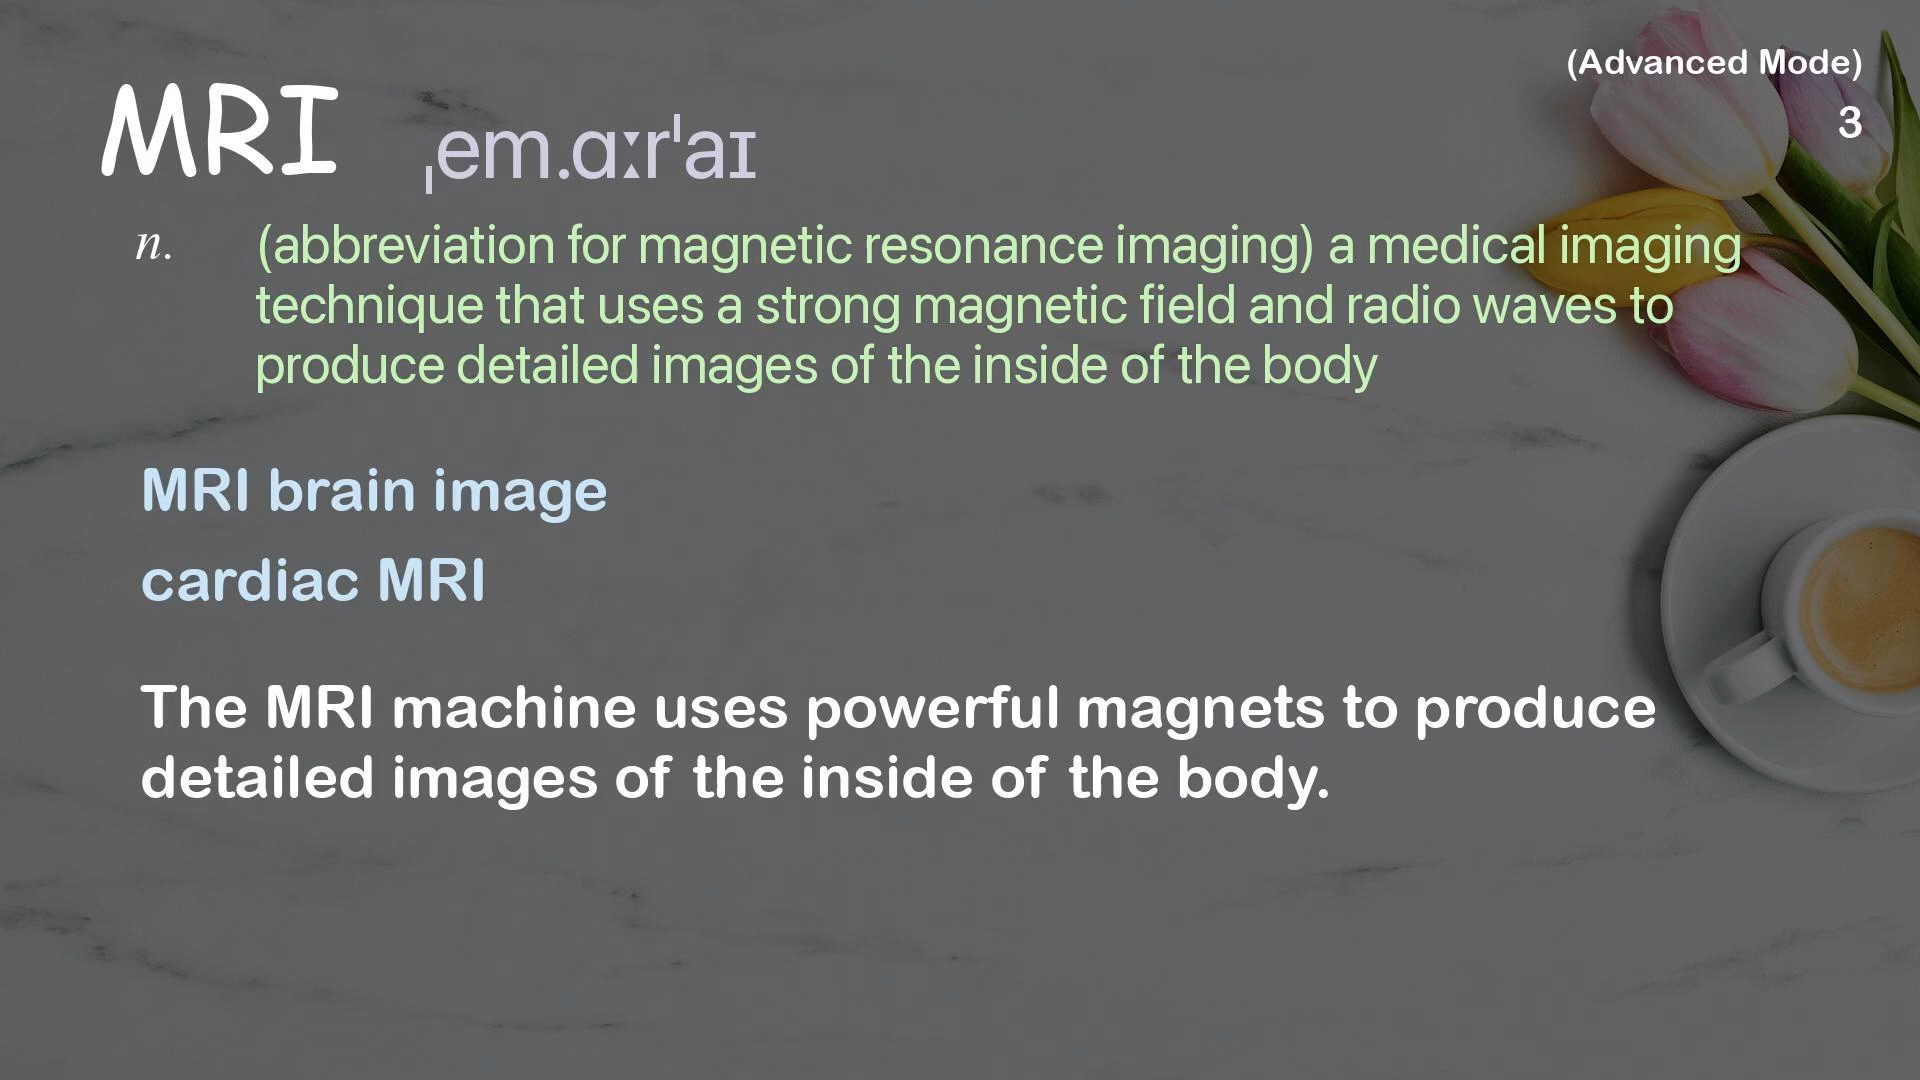 (Advanced Mode)
3
MRI ˌem.ɑːrˈaɪ
n. (abbreviation for magnetic resonance imaging) a medical imaging
technique that uses a strong magnetic field and radio waves to
produce detailed images of the inside of the body
MRI brain image
cardiac MRI
The MRI machine uses powerful magnets to produce
detailed images of the inside of the body.